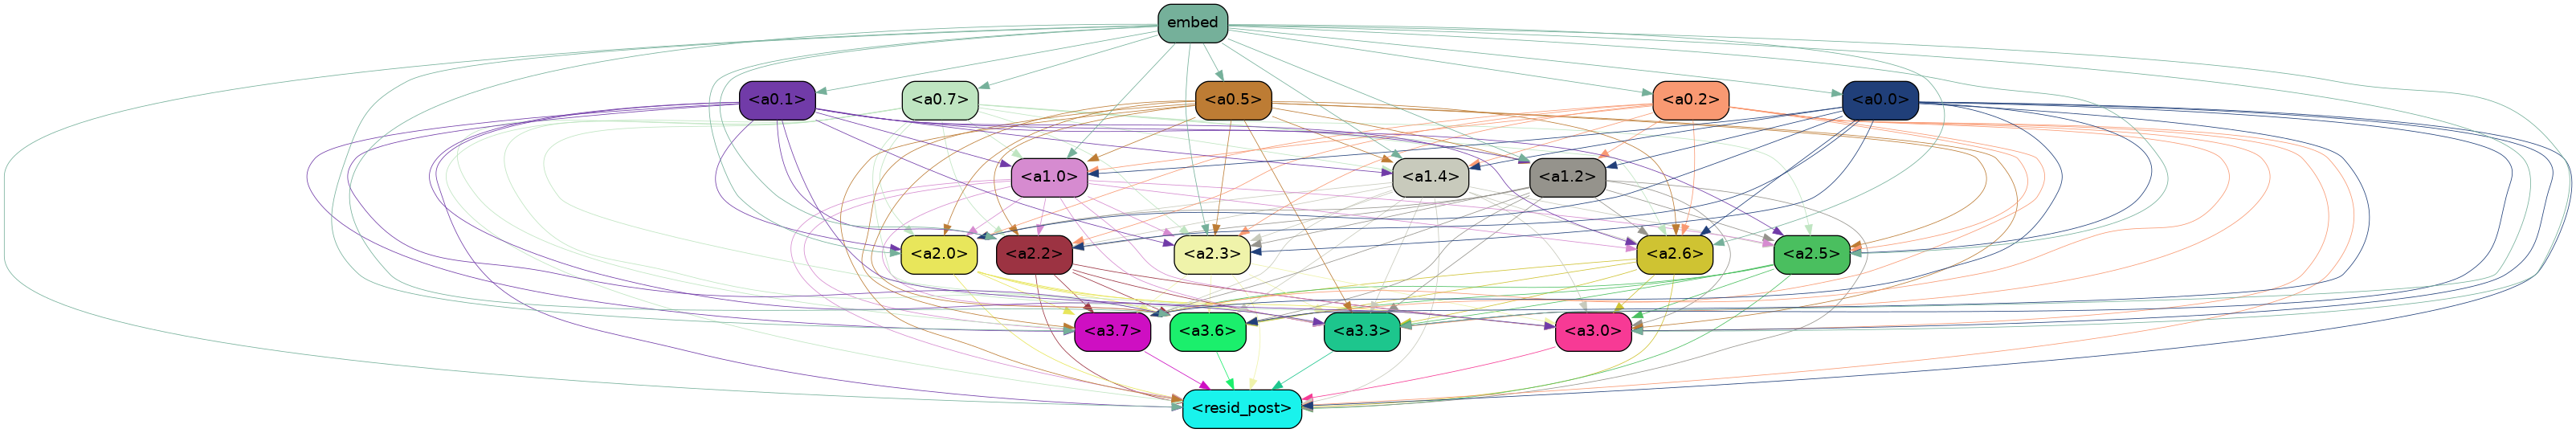 embed
<a0.1> <a0.7> <a0.5> <a0.2> <a0.0>
<a1.0> <a1.4> <a1.2>
<a2.0> <a2.2> <a2.3> <a2.6> <a2.5>
<a3.7> <a3.6> <a3.3> <a3.0>
<resid_post>